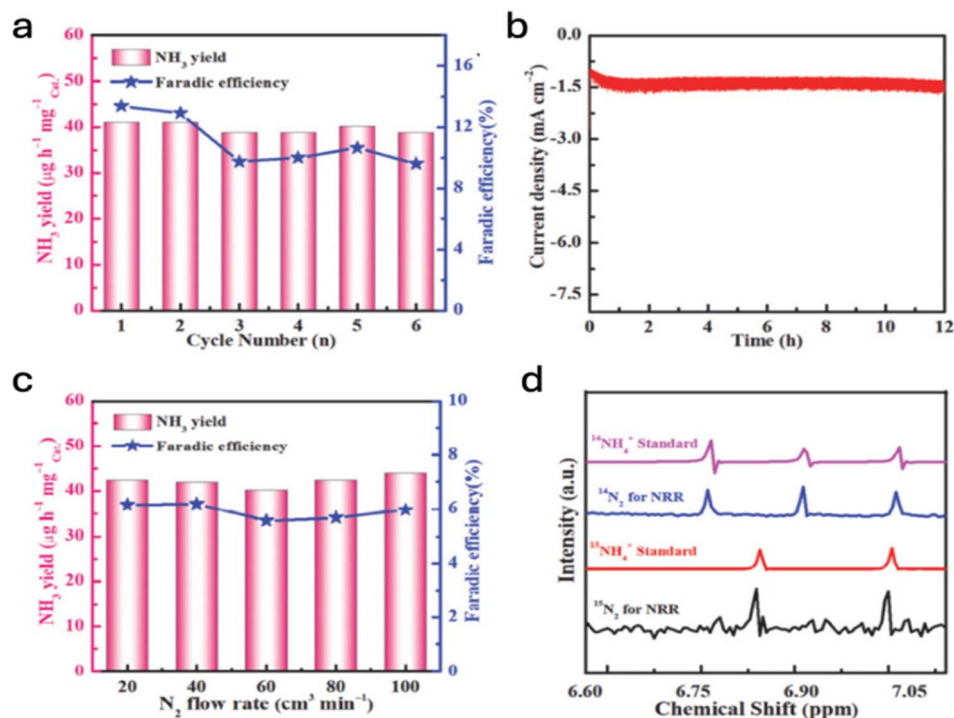 a
NH₃ yield
Faradic efficiency
NH₃ yield (μg h⁻¹ mg⁻¹Cat.)
60
50
40
30
20
10
0
Faradic efficiency(%)
16
12
8
4
0
1 2 3 4 5 6
Cycle Number (n)
b
Current density (mA cm⁻²)
0.0
-1.5
-3.0
-4.5
-6.0
-7.5
0 2 4 6 8 10 12
Time (h)
c
NH₃ yield
Faradic efficiency
NH₃ yield (μg h⁻¹ mg⁻¹Cat.)
60
50
40
30
20
10
0
Faradic efficiency(%)
10
8
6
4
2
0
20 40 60 80 100
N₂ flow rate (cm³ min⁻¹)
d
Intensity (a.u.)
¹⁴NH₄⁺ Standard
¹⁴N₂ for NRR
¹⁵NH₄⁺ Standard
¹⁵N₂ for NRR
6.60 6.75 6.90 7.05
Chemical Shift (ppm)